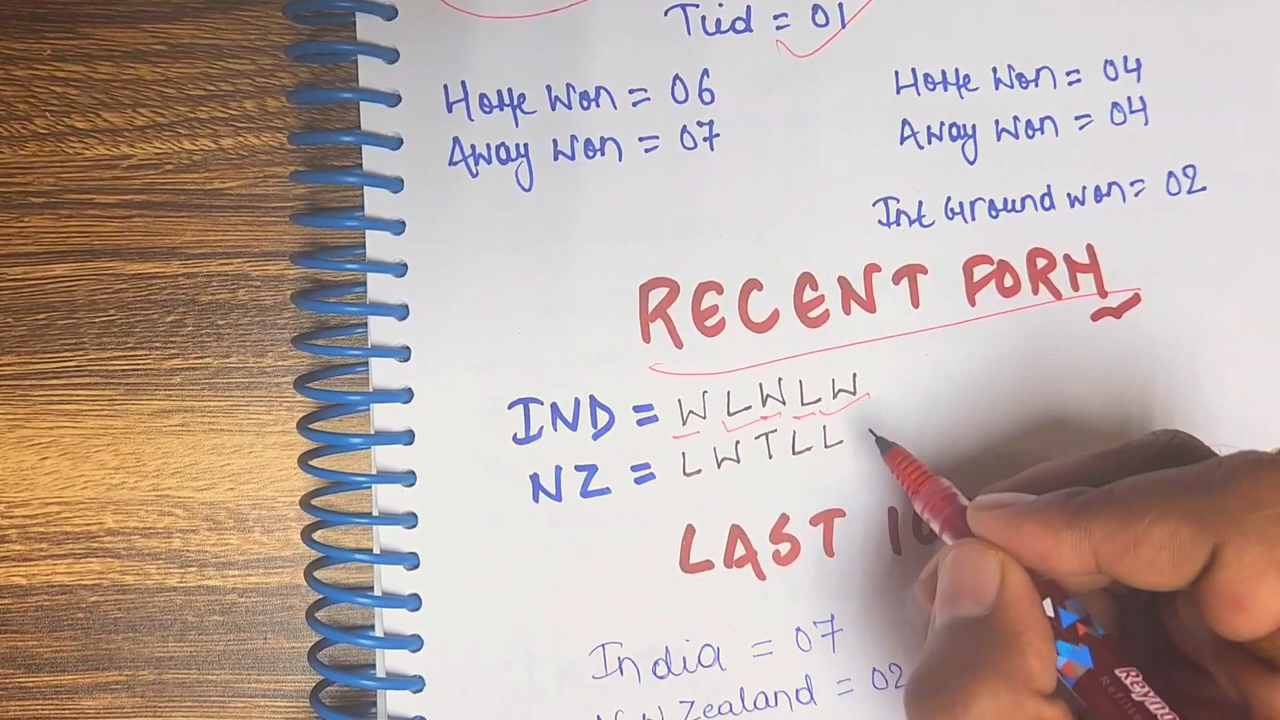 Tied = 01
Home Won = 06
Away Won = 07
Home Won = 04
Away Won = 04
Int Ground won = 02
RECENT FORM
IND = W L W L W
NZ = L W T L L
LAST 10
India = 07
Zealand = 02